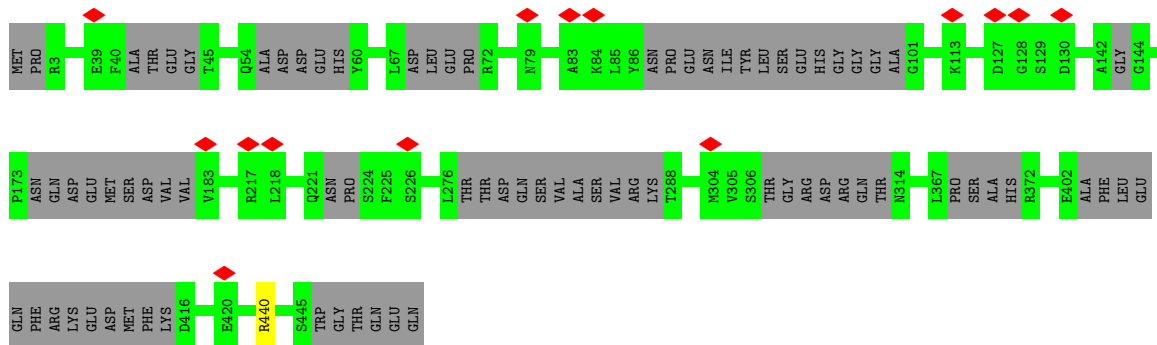 MET PRO R3 E39 F40 ALA THR GLU GLY T45 Q54 ALA ASP ASP GLU HIS Y60 L67 ASP LEU GLU PRO R72 N79 A83 K84 L85 Y86 ASN PRO GLU ASN ILE TYR LEU SER GLU HIS GLY GLY GLY ALA G101 K113 D127 G128 S129 D130 A142 GLY G144
P173 ASN GLN ASP GLU MET SER ASP VAL VAL V183 R217 L218 Q221 ASN PRO S224 F225 S226 L276 THR THR ASP GLN SER VAL ALA SER VAL ARG LYS T288 M304 V305 S306 THR GLY ARG ASP ARG GLN THR N314 L367 PRO SER ALA HIS R372 E402 ALA PHE LEU GLU
GLN PHE ARG LYS GLU ASP MET PHE LYS D416 E420 R440 S445 TRP GLY THR GLN GLU GLN